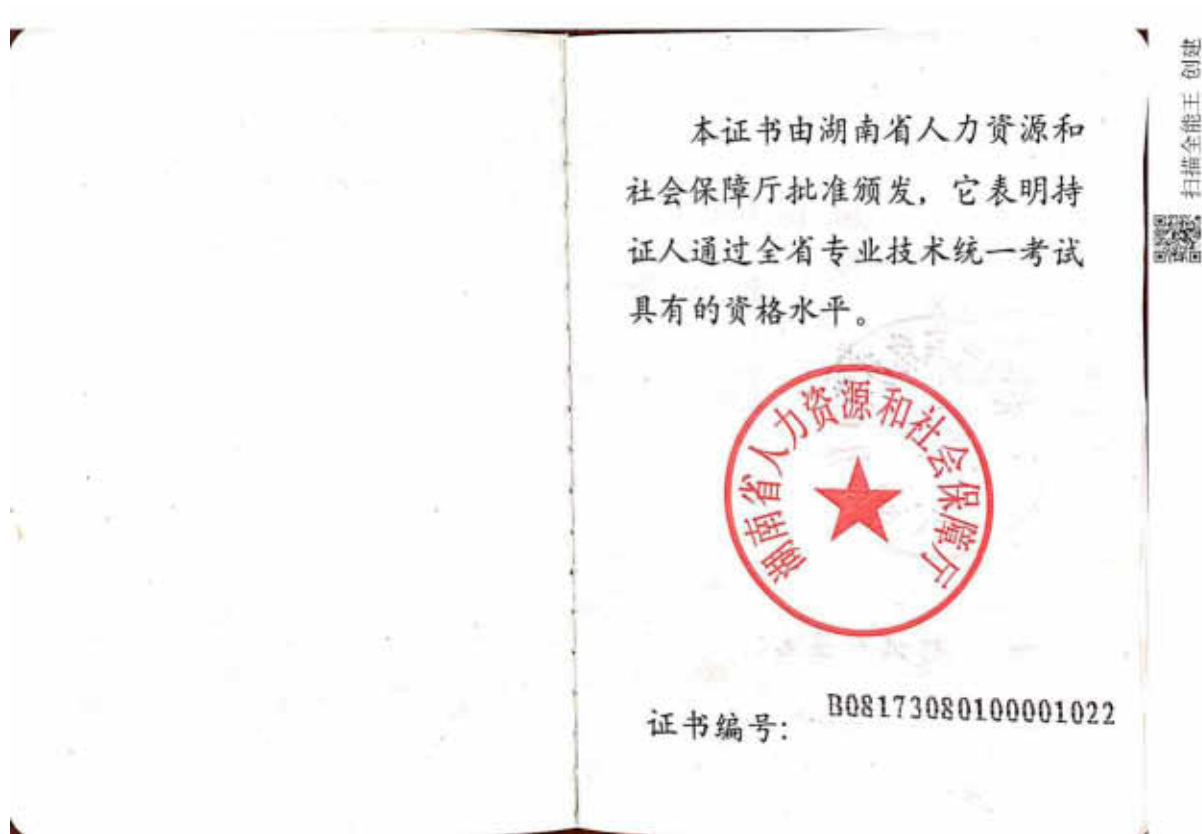 本证书由湖南省人力资源和
社会保障厅批准颁发，它表明持
证人通过全省专业技术统一考试
具有的资格水平。
湖南省人力资源和社会保障厅
证书编号：
B08173080100001022
扫描全能王 创建